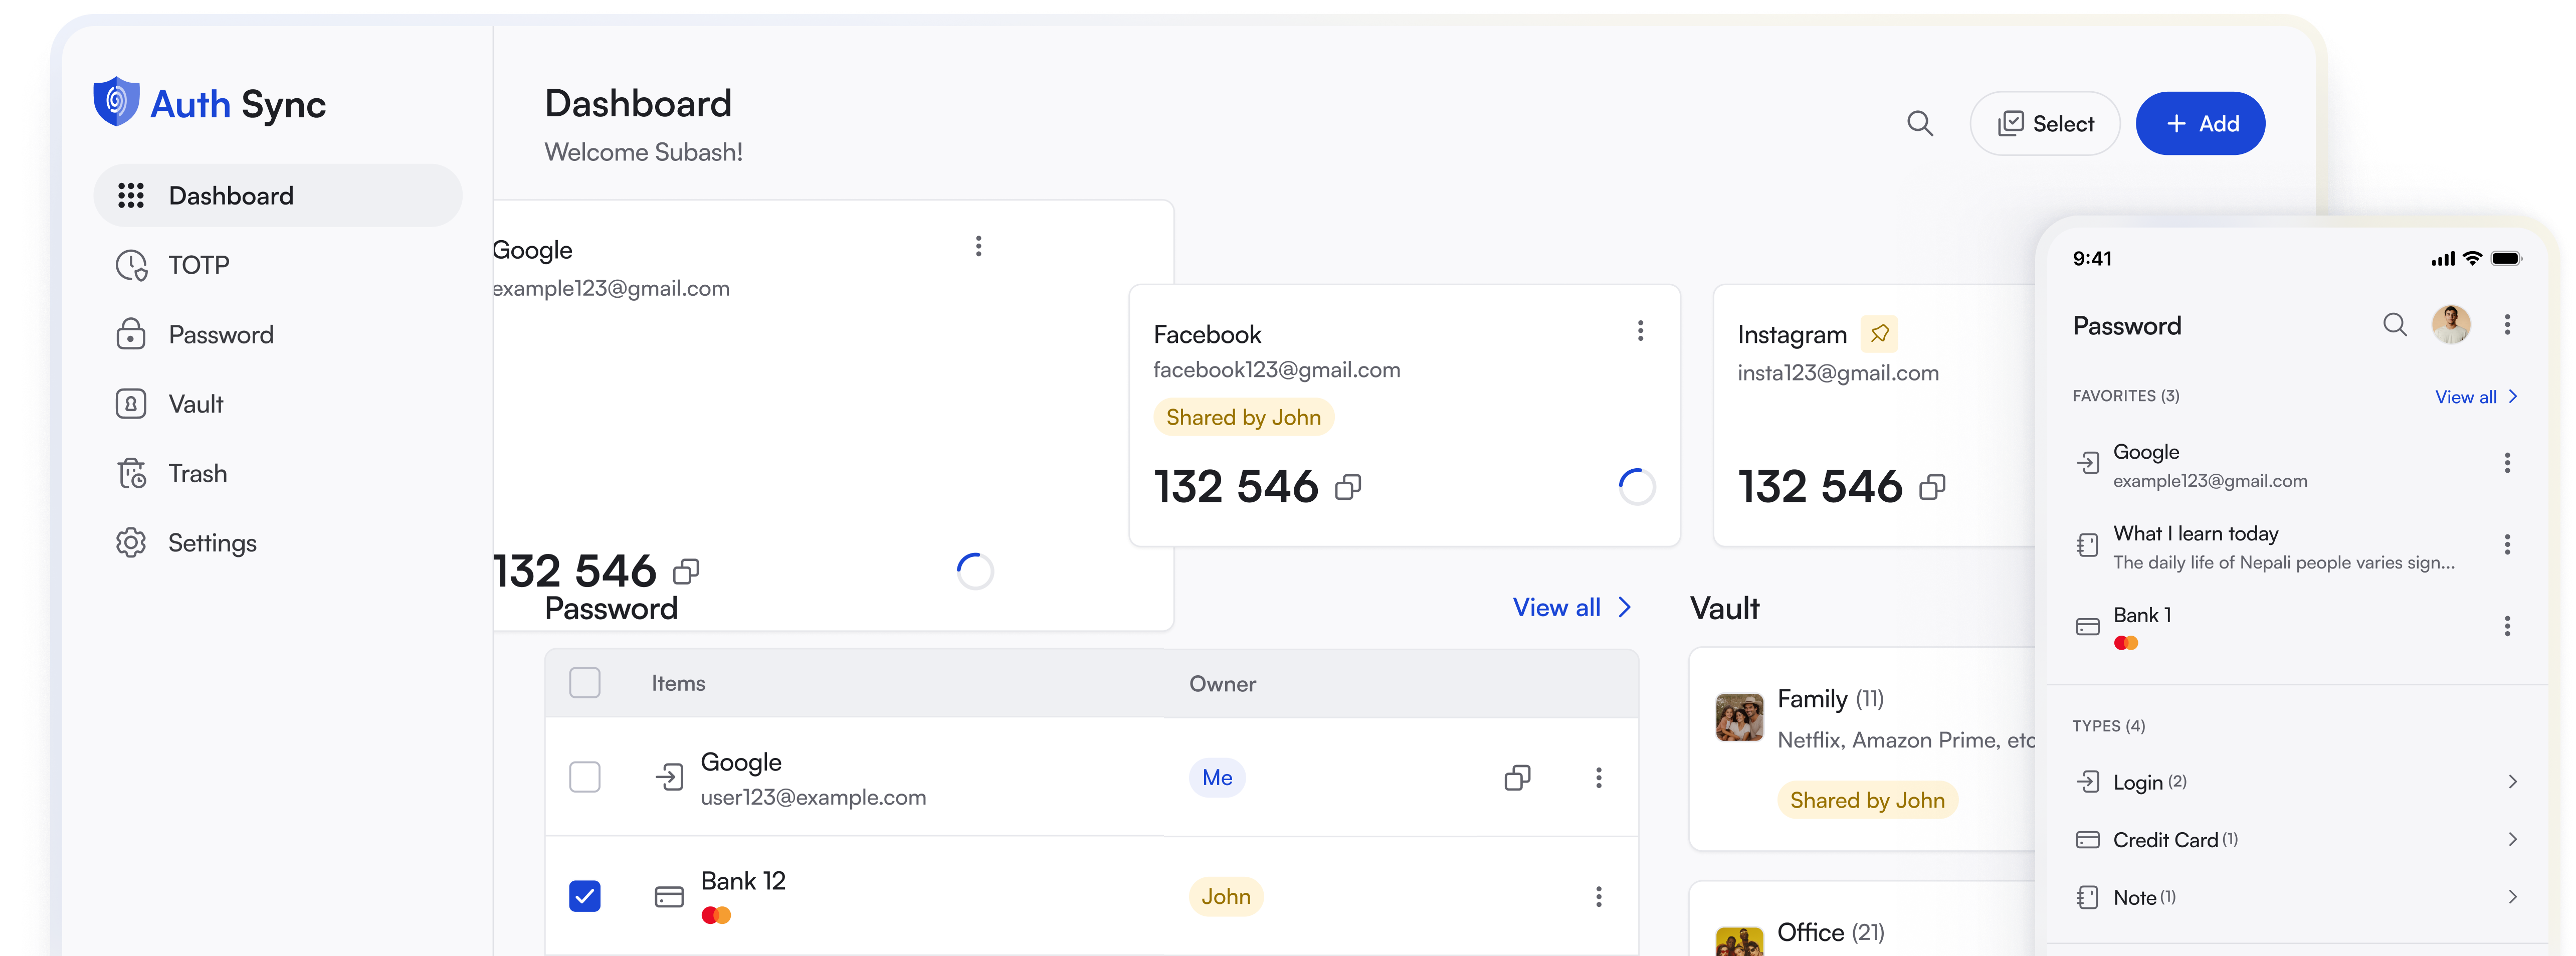 Auth Sync
Dashboard
TOTP
Password
Vault
Trash
Settings
Dashboard
Welcome Subash!
Select
Add
Google
example123@gmail.com
132 546
Facebook
facebook123@gmail.com
Shared by John
132 546
Instagram
insta123@gmail.com
132 546
Password
View all
Items
Owner
Google
user123@example.com
Me
Bank 12
John
Vault
Family (11)
Netflix, Amazon Prime, etc
Shared by John
Office (21)
9:41
Password
FAVORITES (3)
View all
Google
example123@gmail.com
What I learn today
The daily life of Nepali people varies sign...
Bank 1
TYPES (4)
Login (2)
Credit Card (1)
Note (1)